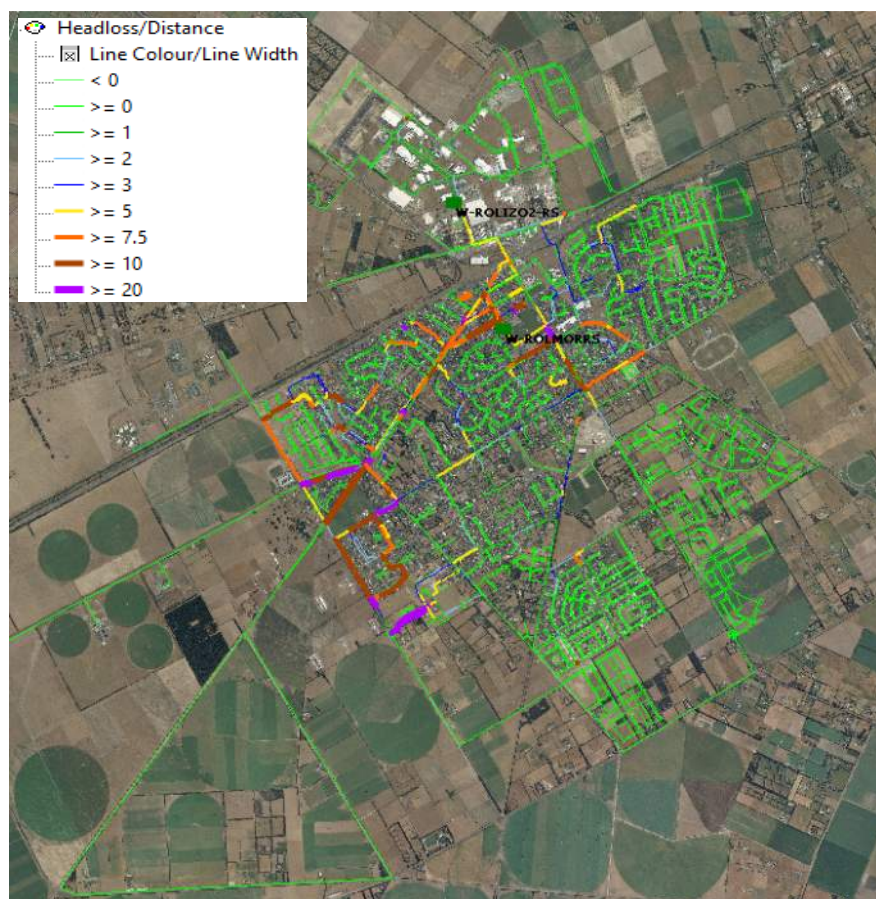 Headloss/Distance
Line Colour/Line Width
< 0
>= 0
>= 1
>= 2
>= 3
>= 5
>= 7.5
>= 10
>= 20
W-ROLIZO2-RS
W-ROLMORRS